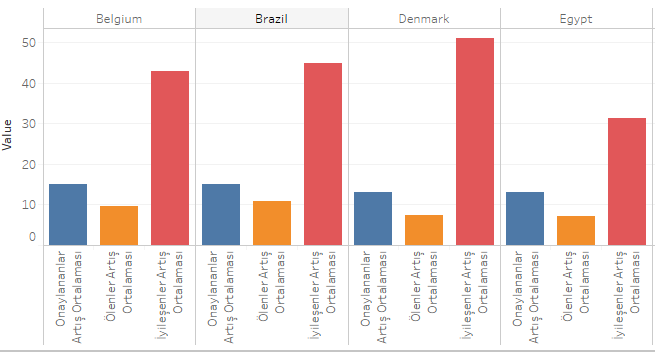 Belgium
Brazil
Denmark
Egypt
Value
50
40
30
20
10
0
Onaylananlar
Artış Ortalaması
Ölenler Artış
Ortalaması
İyileşenler Artış
Ortalaması
Onaylananlar
Artış Ortalaması
Ölenler Artış
Ortalaması
İyileşenler Artış
Ortalaması
Onaylananlar
Artış Ortalaması
Ölenler Artış
Ortalaması
İyileşenler Artış
Ortalaması
Onaylananlar
Artış Ortalaması
Ölenler Artış
Ortalaması
İyileşenler Artış
Ortalaması